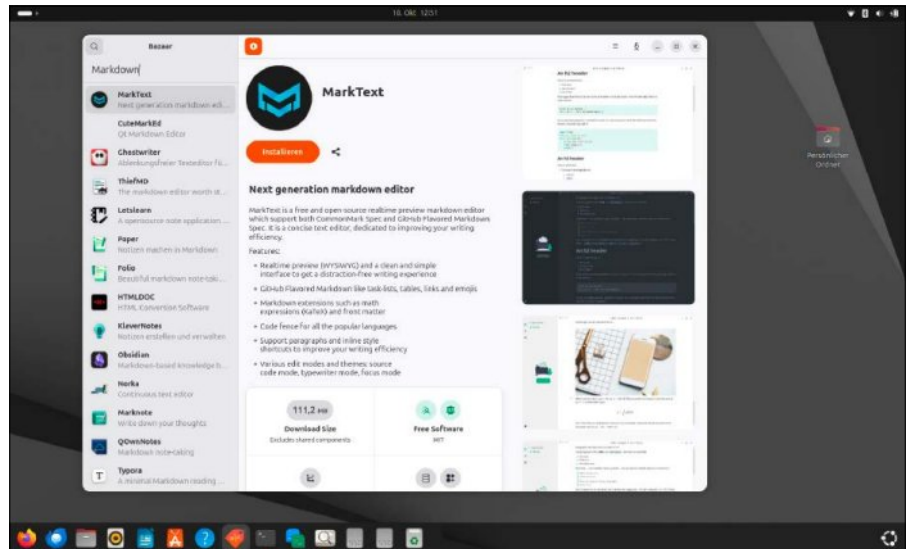 10. Okt 12:51
Bazaar
Markdown
MarkText
Next generation markdown edi...
CuteMarkEd
Qt Markdown Editor
Ghostwriter
Ablenkungsfreier Texteditor fü...
ThiefMD
The markdown editor worth st...
Letslearn
A opensource note application ...
Paper
Notizen machen in Markdown
Folio
Beautiful markdown note-taki...
HTMLDOC
HTML Conversion Software
KleverNotes
Notizen erstellen und verwalten
Obsidian
Markdown-based knowledge b...
Norka
Continuous text editor
Marknote
Write down your thoughts
QOwnNotes
Markdown note-taking
Typora
A minimal Markdown reading ...
MarkText
Installieren
Next generation markdown editor
MarkText is a free and open-source realtime preview markdown editor
which support both CommonMark Spec and GitHub Flavored Markdown
Spec. It is a concise text editor, dedicated to improving your writing
efficiency.
Features:
• Realtime preview (WYSIWYG) and a clean and simple
interface to get a distraction-free writing experience
• GitHub Flavored Markdown like task-lists, tables, links and emojis
• Markdown extensions such as math
expressions (KaTeX) and front matter
• Code fence for all the popular languages
• Support paragraphs and inline style
shortcuts to improve your writing efficiency
• Various edit modes and themes: source
code mode, typewriter mode, focus mode
111,2 MB
Download Size
Excludes shared components
Free Software
MIT
An h2 header
An h3 header
Persönlicher
Ordner